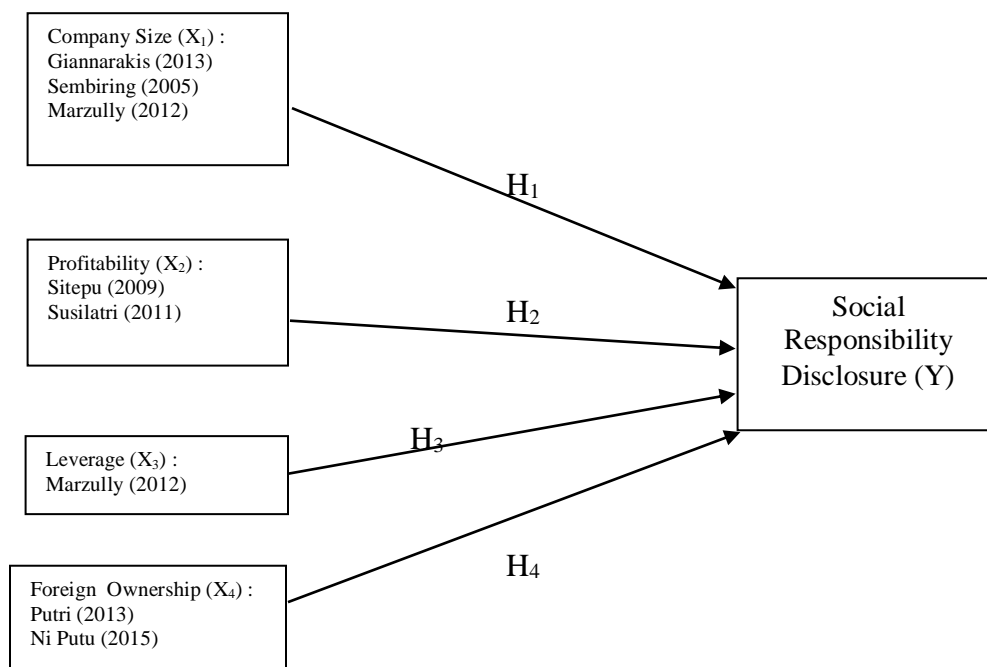 Company Size (X₁) :
Giannarakis (2013)
Sembiring (2005)
Marzully (2012)
H₁
Profitability (X₂) :
Sitepu (2009)
Susilatri (2011)
H₂
Social
Responsibility
Disclosure (Y)
Leverage (X₃) :
Marzully (2012)
H₃
Foreign Ownership (X₄) :
Putri (2013)
Ni Putu (2015)
H₄